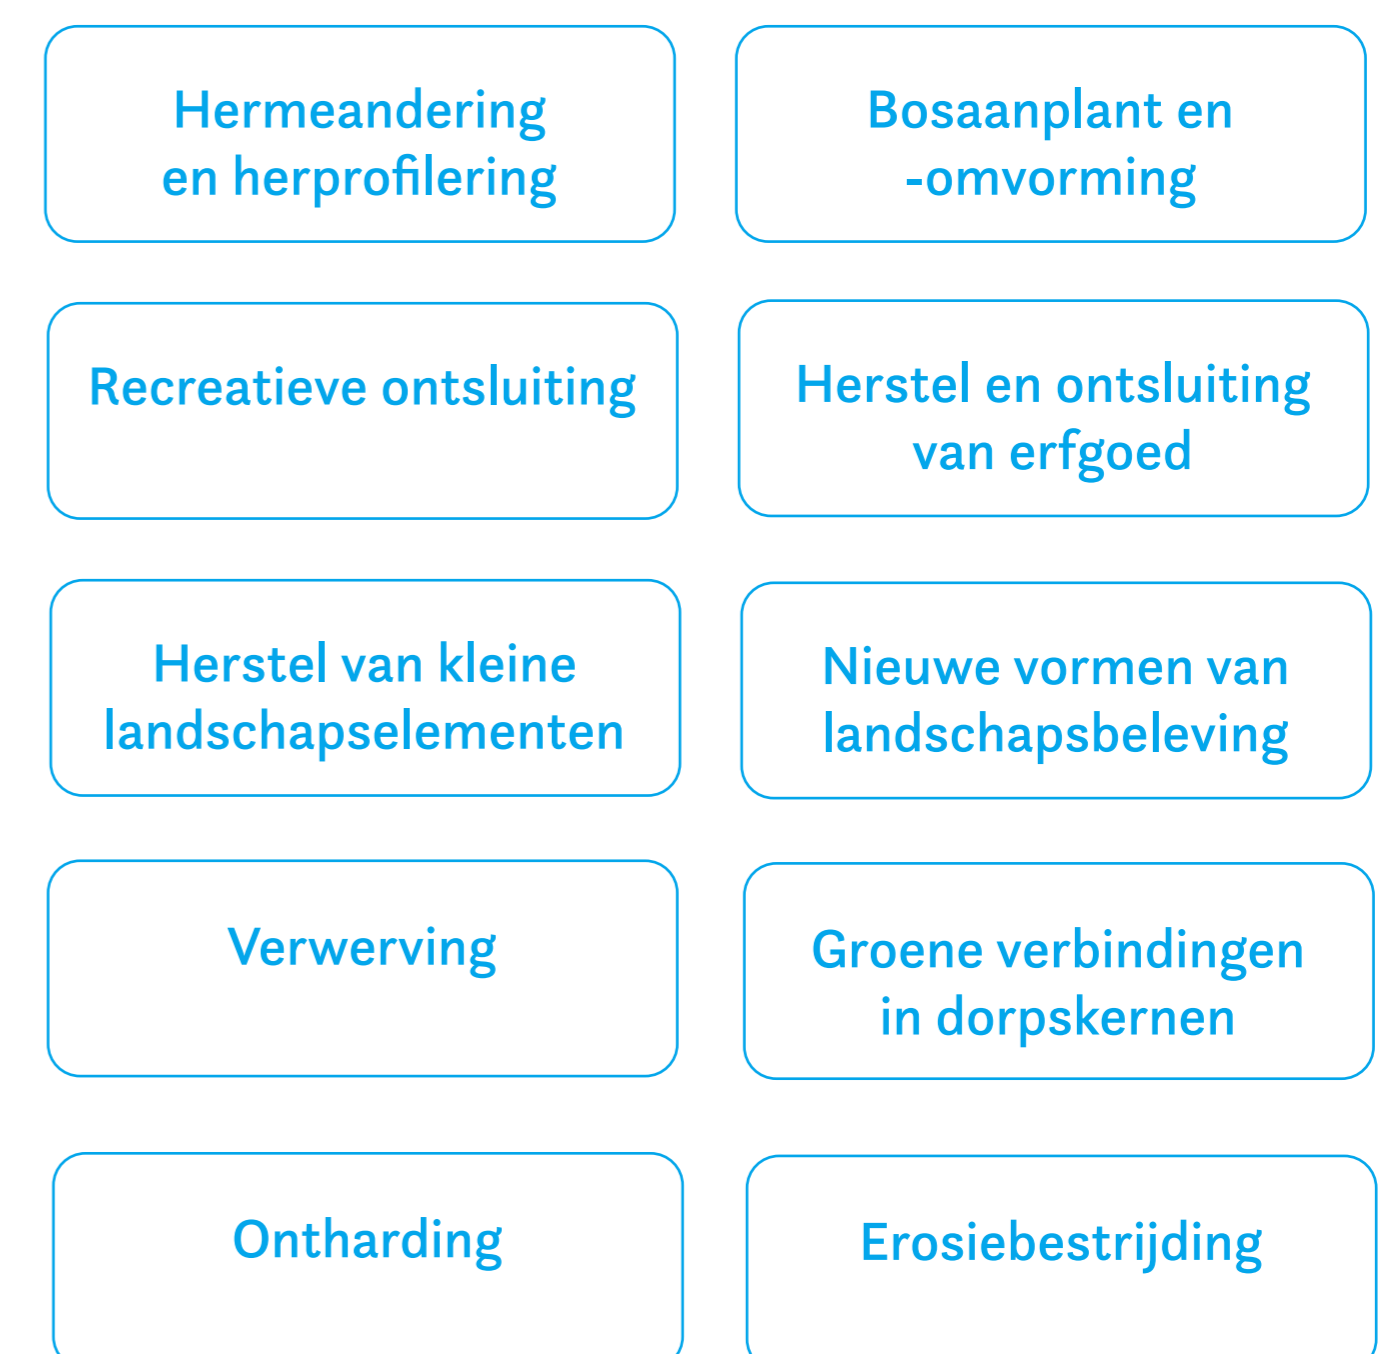 Hermeandering
en herprofilering
Bosaanplant en
-omvorming
Recreatieve ontsluiting
Herstel en ontsluiting
van erfgoed
Herstel van kleine
landschapselementen
Nieuwe vormen van
landschapsbeleving
Verwerving
Groene verbindingen
in dorpskernen
Ontharding
Erosiebestrijding